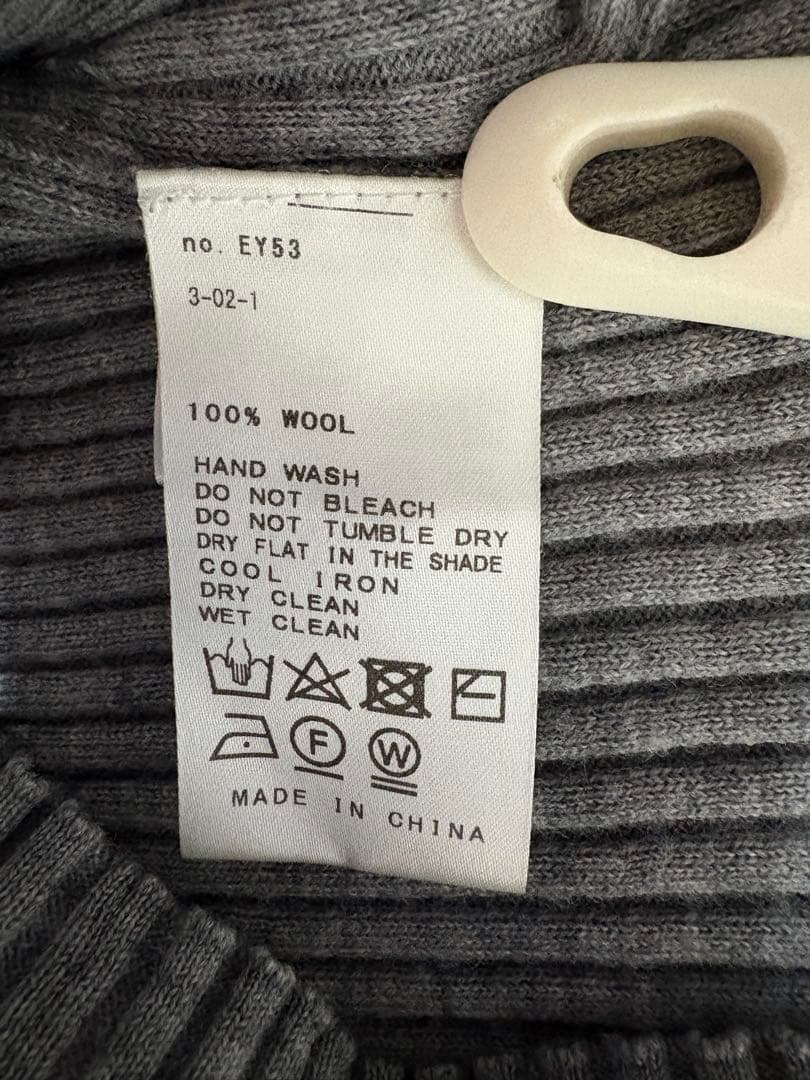 no. EY53
3-02-1
100% WOOL
HAND WASH
DO NOT BLEACH
DO NOT TUMBLE DRY
DRY FLAT IN THE SHADE
COOL IRON
DRY CLEAN
WET CLEAN
F W
MADE IN CHINA